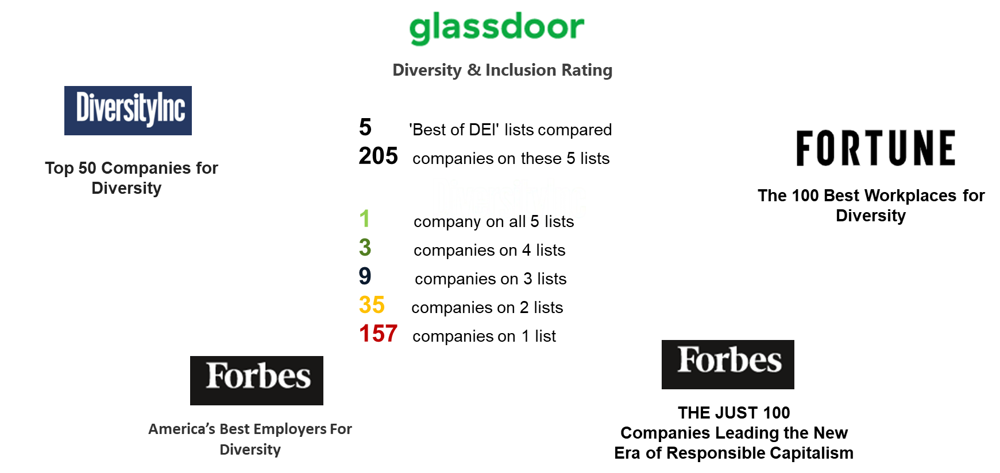 glassdoor
Diversity & Inclusion Rating
DiversityInc
Top 50 Companies for
Diversity
5 'Best of DEI' lists compared
205 companies on these 5 lists
1 company on all 5 lists
3 companies on 4 lists
9 companies on 3 lists
35 companies on 2 lists
157 companies on 1 list
FORTUNE
The 100 Best Workplaces for
Diversity
Forbes
America’s Best Employers For
Diversity
Forbes
THE JUST 100
Companies Leading the New
Era of Responsible Capitalism